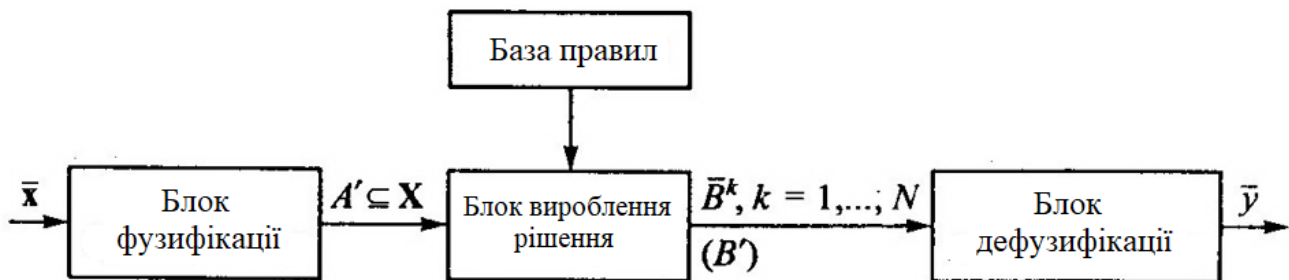 База правил
x̄
Блок
фузифікації
A′ ⊆ X
Блок вироблення
рішення
B̄ᵏ, k = 1,...; N
(B′)
Блок
дефузифікації
ȳ